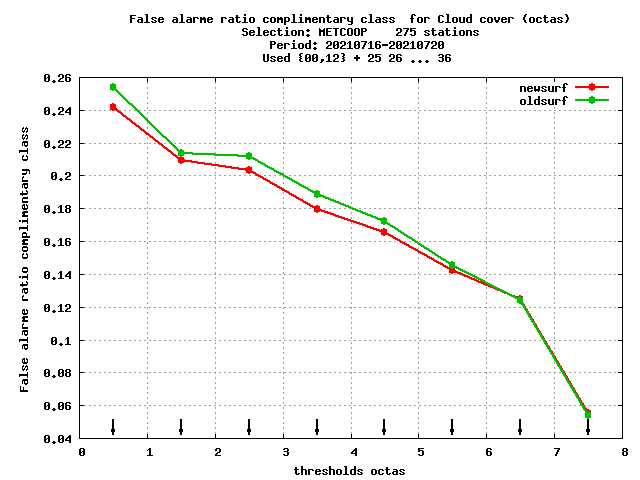 False alarme ratio complimentary class  for Cloud cover (octas)
Selection: METCOOP    275 stations
Period: 20210716-20210720
Used {00,12} + 25 26 ... 36
newsurf
oldsurf
False alarme ratio complimentary class
0.26
0.24
0.22
0.2
0.18
0.16
0.14
0.12
0.1
0.08
0.06
0.04
0 1 2 3 4 5 6 7 8
thresholds octas